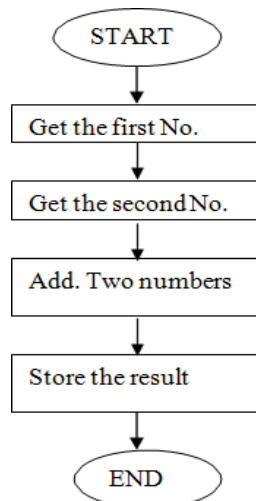 START
Get the first No.
Get the second No.
Add. Two numbers
Store the result
END